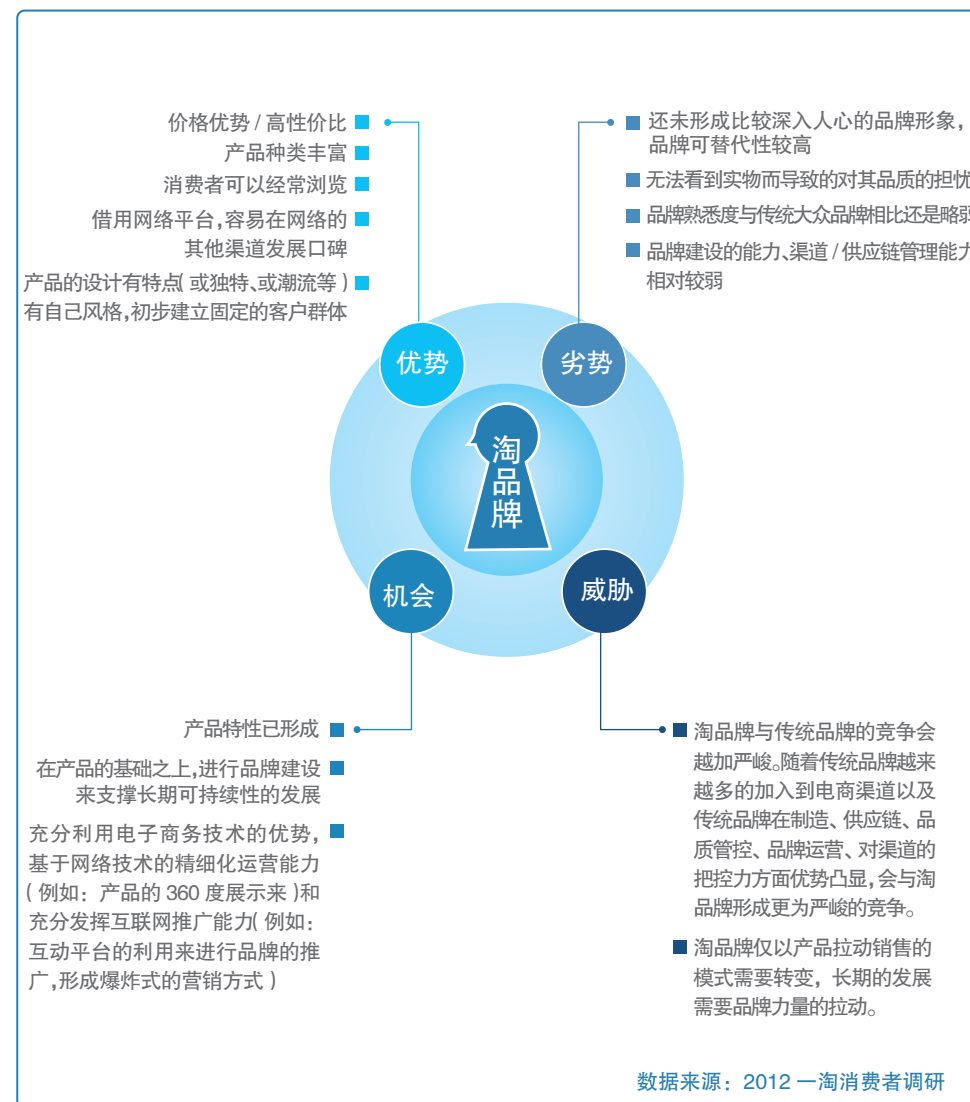 价格优势 / 高性价比
产品种类丰富
消费者可以经常浏览
借用网络平台,容易在网络的
其他渠道发展口碑
产品的设计有特点( 或独特、或潮流等 )
有自己风格,初步建立固定的客户群体
还未形成比较深入人心的品牌形象，
品牌可替代性较高
无法看到实物而导致的对其品质的担忧
品牌熟悉度与传统大众品牌相比还是略弱
品牌建设的能力、渠道 / 供应链管理能力
相对较弱
优势
劣势
淘品牌
机会
威胁
产品特性已形成
在产品的基础之上,进行品牌建设
来支撑长期可持续性的发展
充分利用电子商务技术的优势，
基于网络技术的精细化运营能力
( 例如：产品的 360 度展示来 )和
充分发挥互联网推广能力( 例如：
互动平台的利用来进行品牌的推
广,形成爆炸式的营销方式 )
淘品牌与传统品牌的竞争会
越加严峻。随着传统品牌越来
越多的加入到电商渠道以及
传统品牌在制造、供应链、品
质管控、品牌运营、对渠道的
把控力方面优势凸显,会与淘
品牌形成更为严峻的竞争。
淘品牌仅以产品拉动销售的
模式需要转变，长期的发展
需要品牌力量的拉动。
数据来源：2012 一淘消费者调研